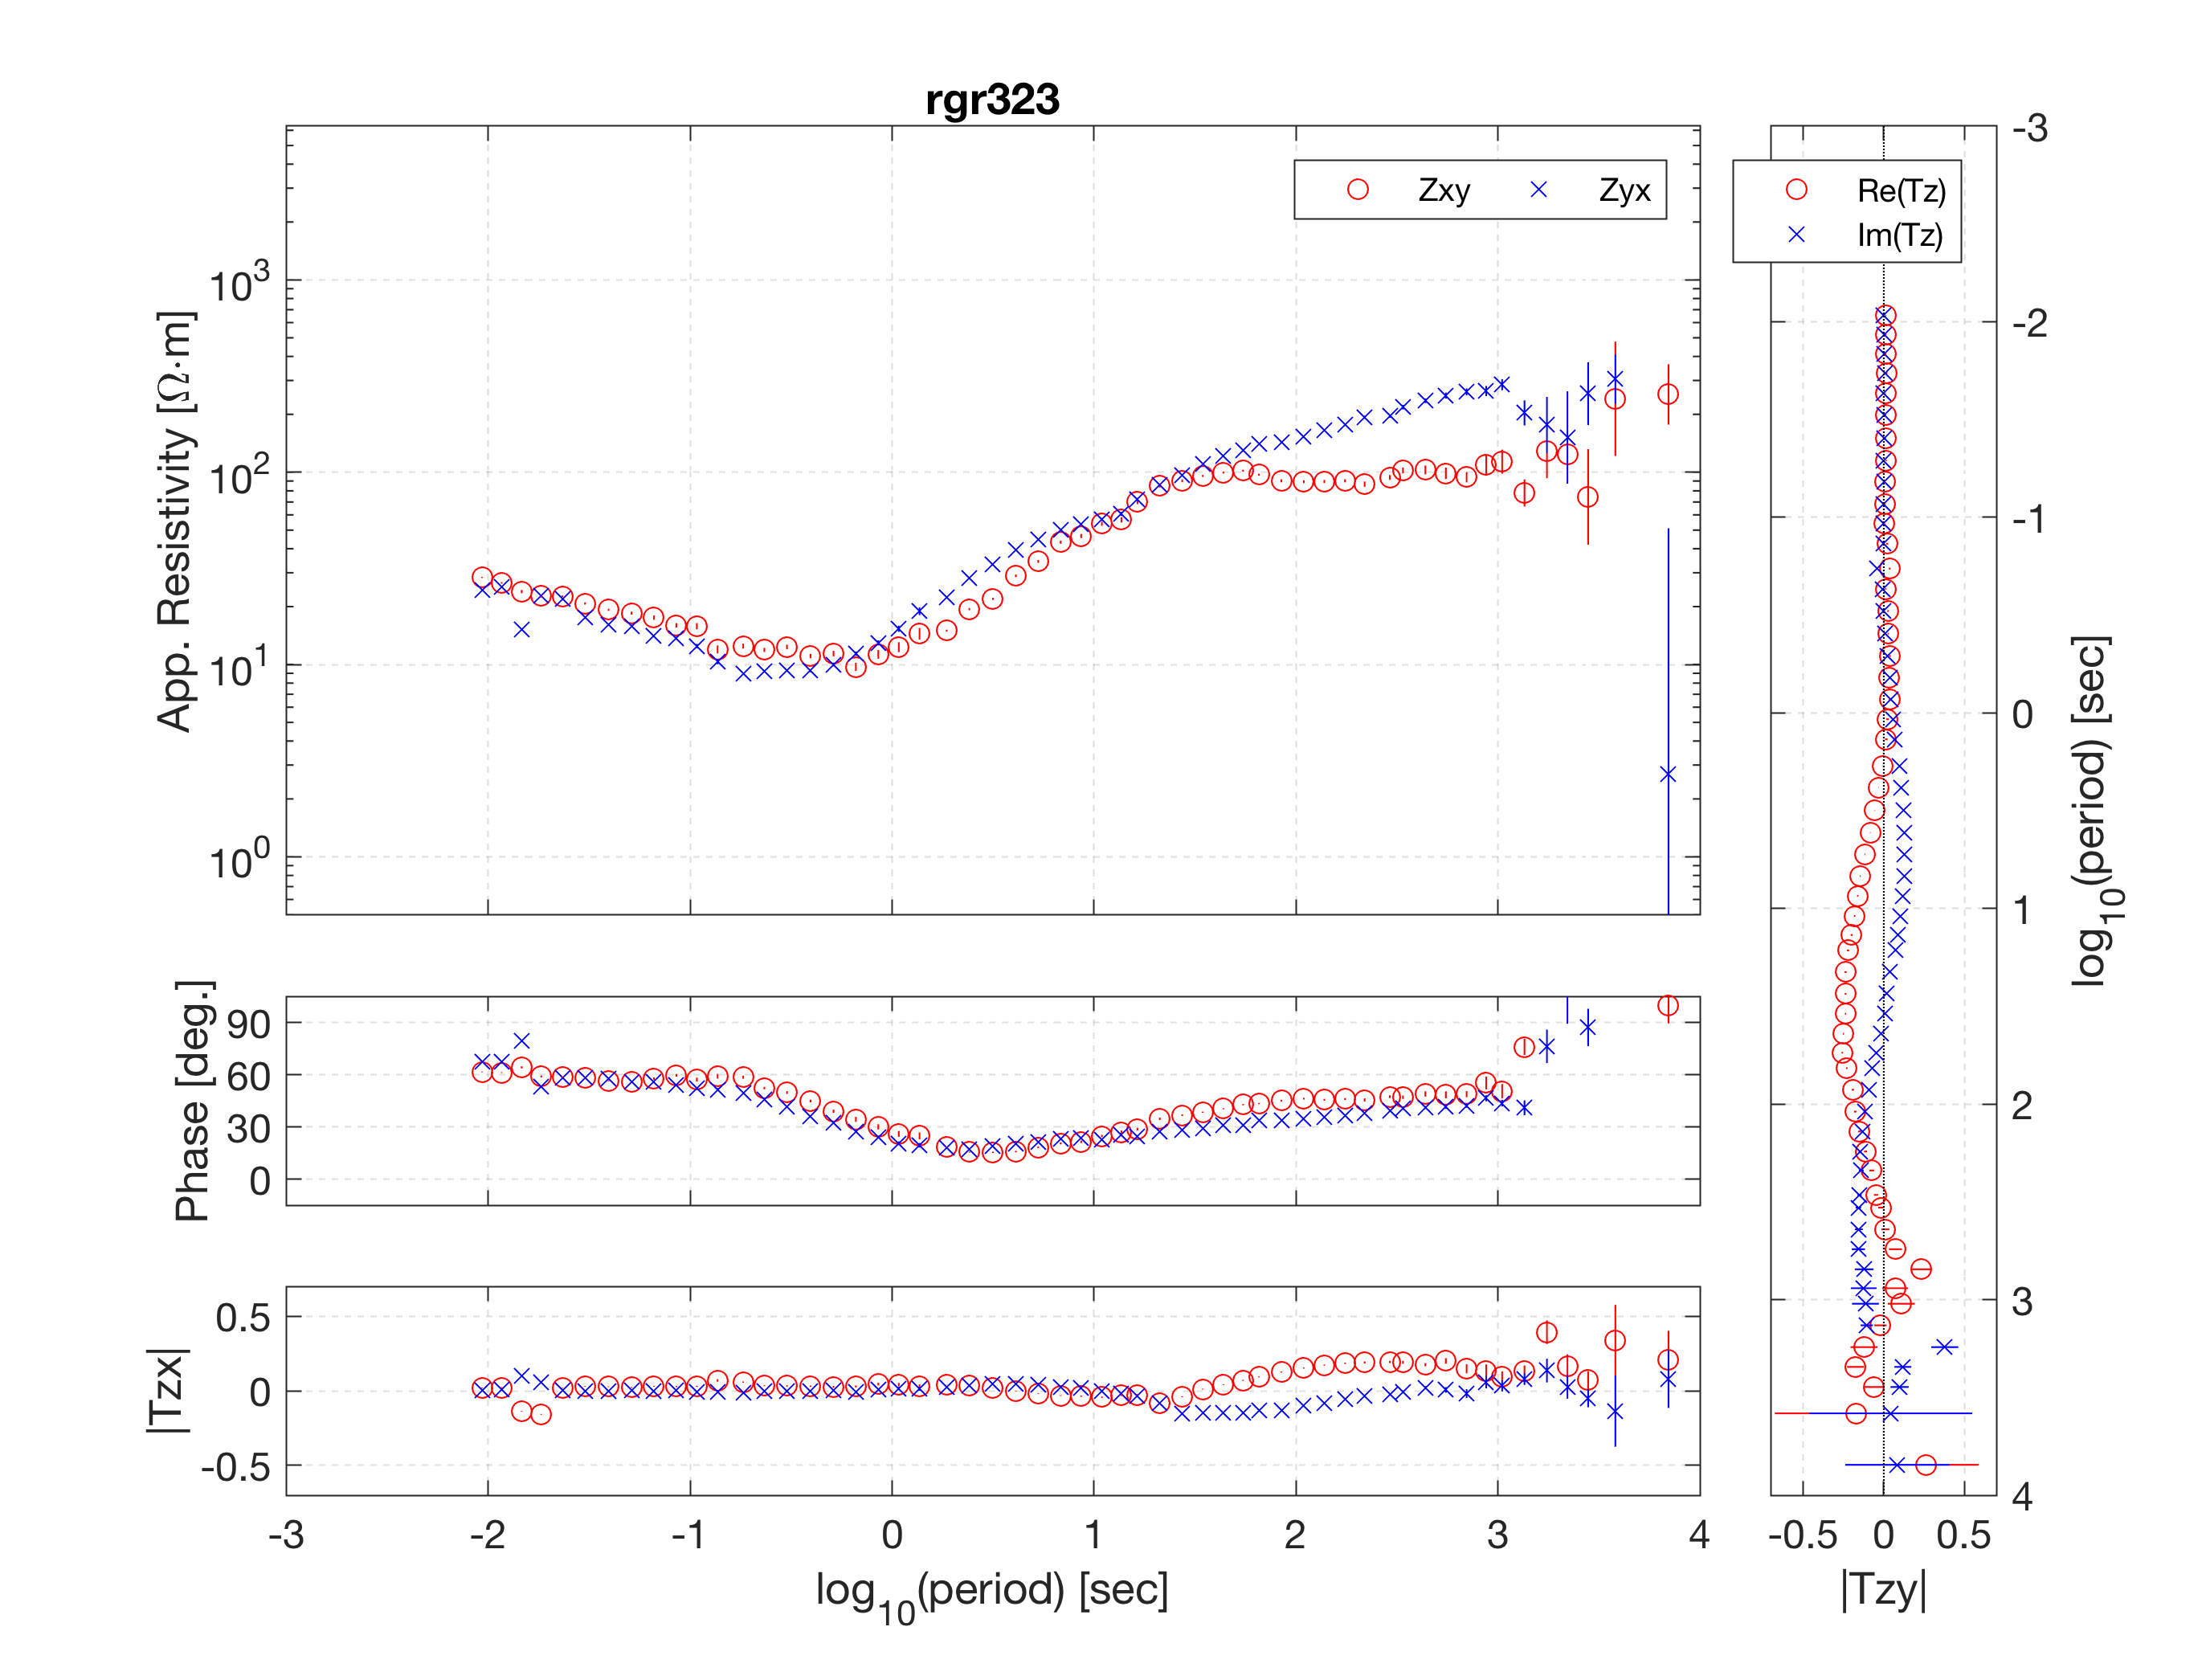 rgr323
Zxy Zyx
Re(Tz)
Im(Tz)
App. Resistivity [Ω·m]
10^3
10^2
10^1
10^0
Phase [deg.]
90
60
30
0
|Tzx|
0.5
0
-0.5
-3 -2 -1 0 1 2 3 4
log10(period) [sec]
-3
-2
-1
0
1
2
3
4
log10(period) [sec]
-0.5 0 0.5
|Tzy|